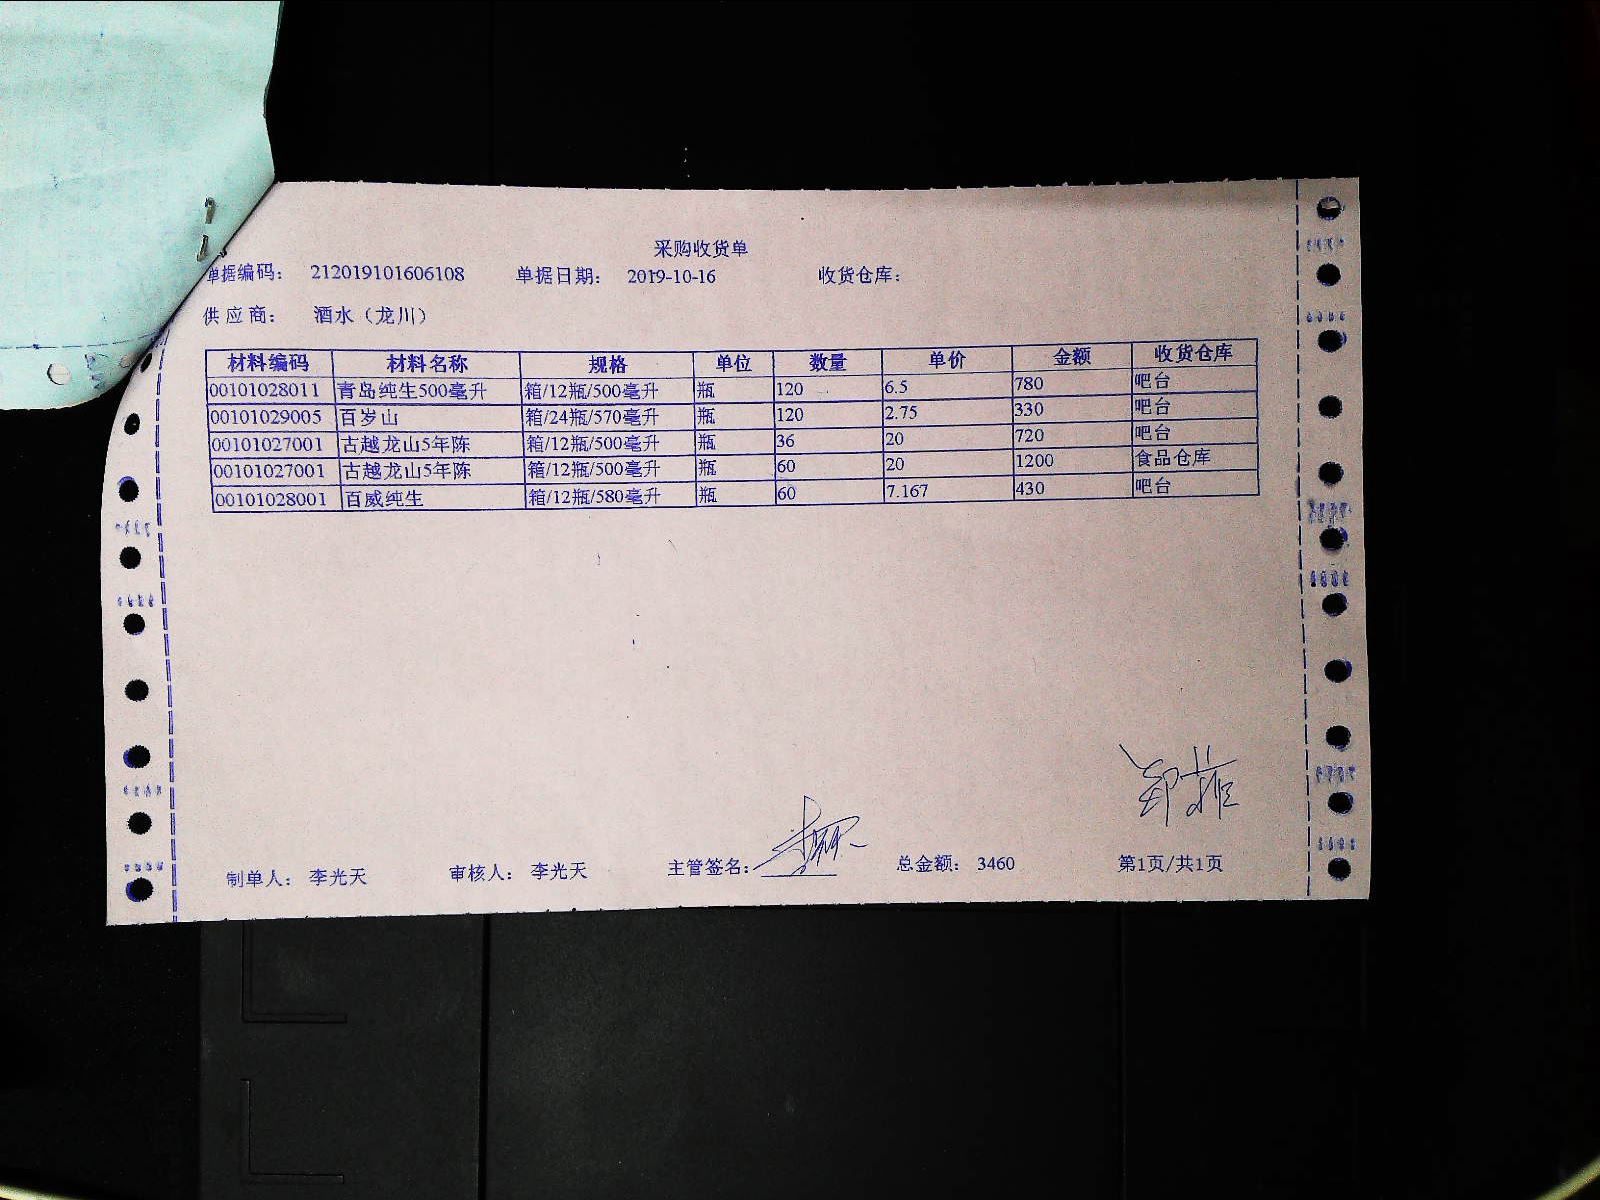 采购收货单
单据编码： 212019101606108 单据日期： 2019-10-16 收货仓库：
供应商： 酒水（龙川）
材料编码 材料名称 规格 单位 数量 单价 金额 收货仓库
00101028011 青岛纯生500毫升 箱/12瓶/500毫升 瓶 120 6.5 780 吧台
00101029005 百岁山 箱/24瓶/570毫升 瓶 120 2.75 330 吧台
00101027001 古越龙山5年陈 箱/12瓶/500毫升 瓶 36 20 720 吧台
00101027001 古越龙山5年陈 箱/12瓶/500毫升 瓶 60 20 1200 食品仓库
00101028001 百威纯生 箱/12瓶/580毫升 瓶 60 7.167 430 吧台
制单人： 李光天 审核人： 李光天 主管签名： 总金额： 3460 第1页/共1页